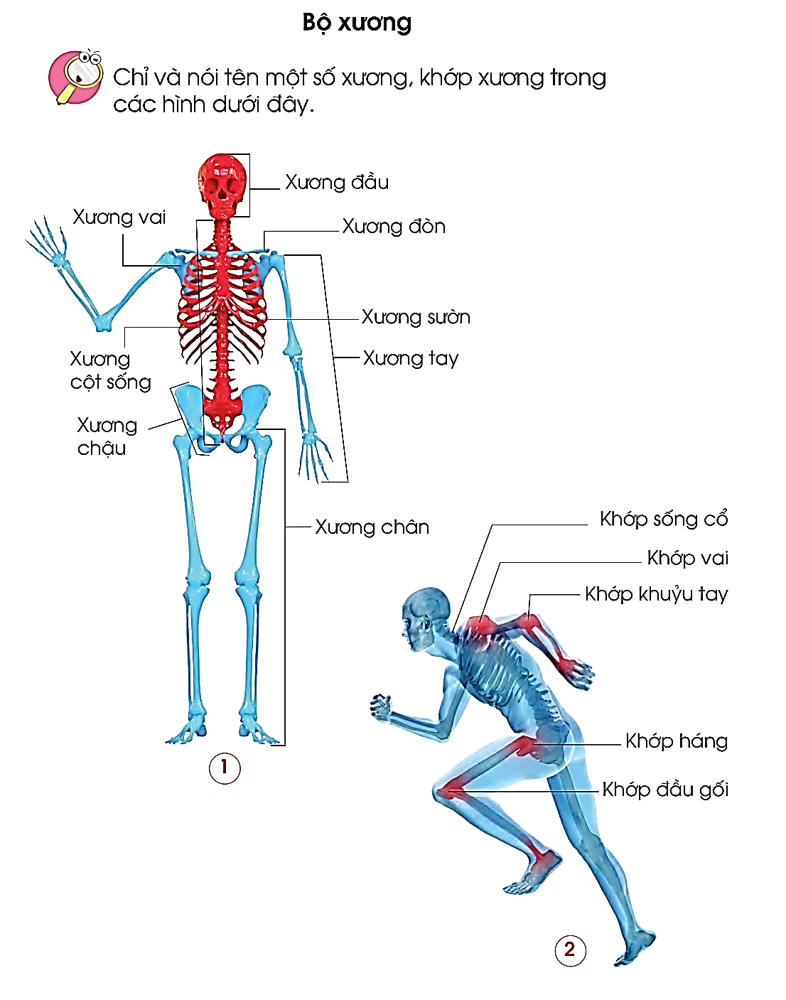 Bộ xương
Chỉ và nói tên một số xương, khớp xương trong
các hình dưới đây.
Xương đầu
Xương vai
Xương đòn
Xương sườn
Xương tay
Xương
cột sống
Xương
chậu
Xương chân
1
Khớp sống cổ
Khớp vai
Khớp khuỷu tay
Khớp háng
Khớp đầu gối
2